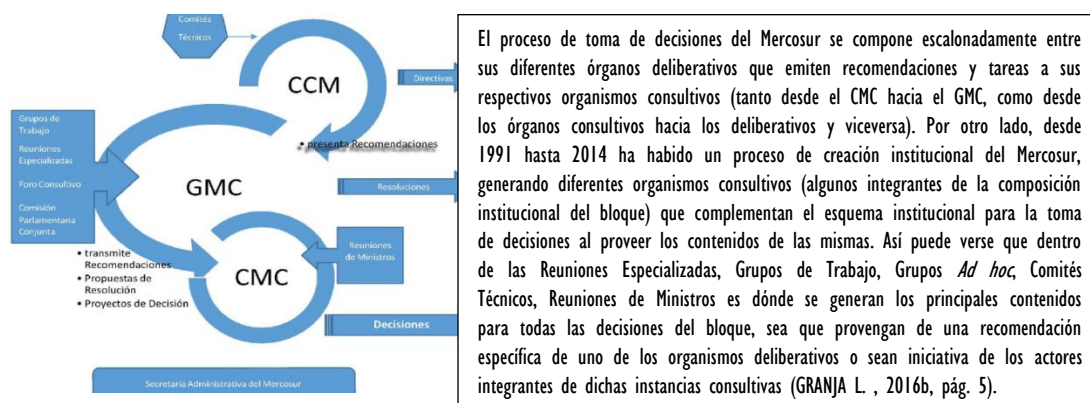 Comités
Técnicos
CCM
Directivas
• presenta Recomendaciones
Grupos de
Trabajo
Reuniones
Especializadas
Foro Consultivo
Comisión
Parlamentaria
Conjunta
GMC
Resoluciones
• transmite
Recomendaciones
• Propuestas de
Resolución
• Proyectos de Decisión
CMC
Reuniones
de Ministros
Decisiones
Secretaría Administrativa del Mercosur
El proceso de toma de decisiones del Mercosur se compone escalonadamente entre
sus diferentes órganos deliberativos que emiten recomendaciones y tareas a sus
respectivos organismos consultivos (tanto desde el CMC hacia el GMC, como desde
los órganos consultivos hacia los deliberativos y viceversa). Por otro lado, desde
1991 hasta 2014 ha habido un proceso de creación institucional del Mercosur,
generando diferentes organismos consultivos (algunos integrantes de la composición
institucional del bloque) que complementan el esquema institucional para la toma
de decisiones al proveer los contenidos de las mismas. Así puede verse que dentro
de las Reuniones Especializadas, Grupos de Trabajo, Grupos Ad hoc, Comités
Técnicos, Reuniones de Ministros es dónde se generan los principales contenidos
para todas las decisiones del bloque, sea que provengan de una recomendación
específica de uno de los organismos deliberativos o sean iniciativa de los actores
integrantes de dichas instancias consultivas (GRANJA L. , 2016b, pág. 5).